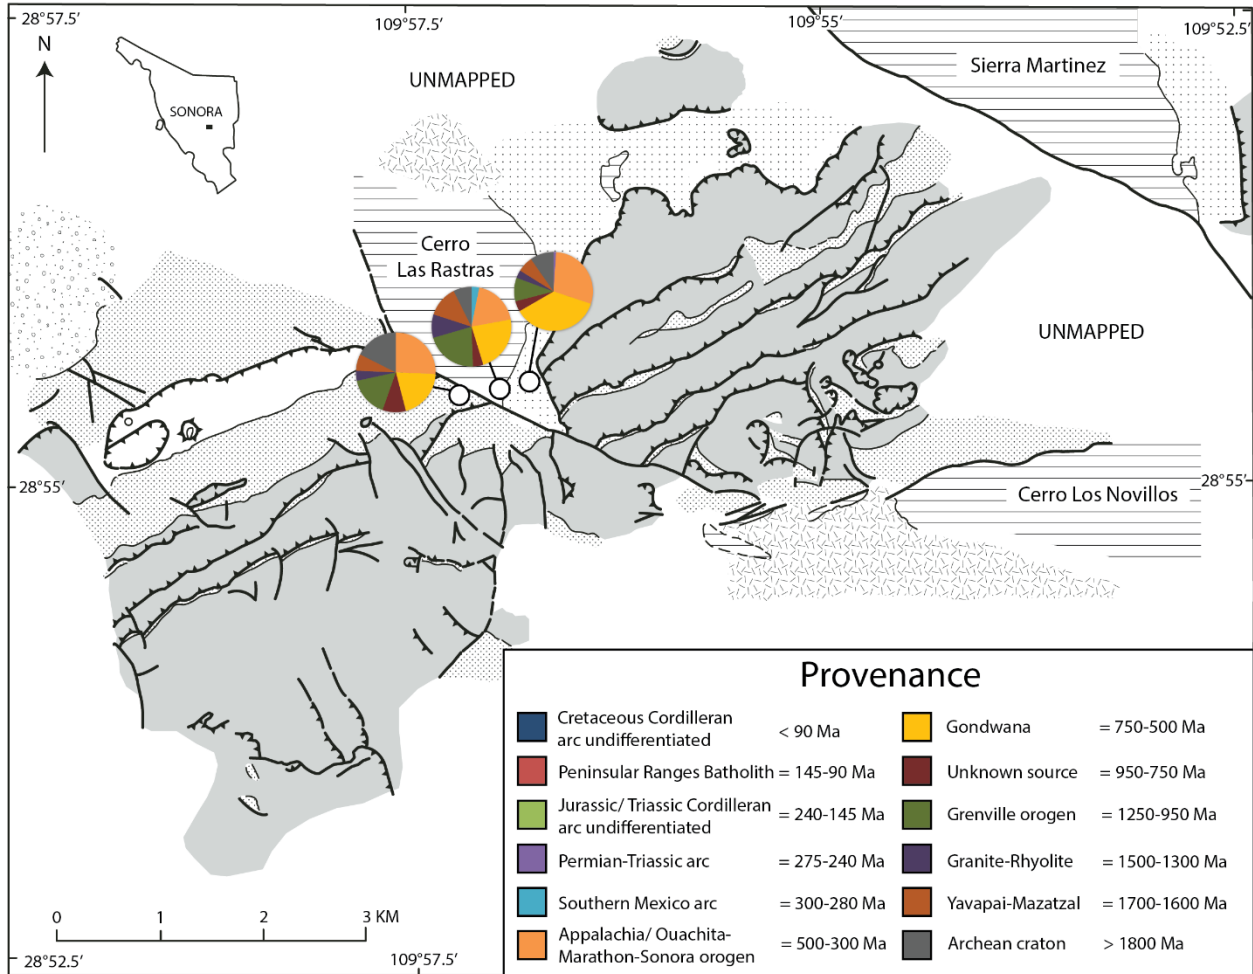 28°57.5'
109°57.5'
109°55'
109°52.5'
N
SONORA
UNMAPPED
Sierra Martinez
Cerro
Las Rastras
UNMAPPED
28°55'
28°55'
Cerro Los Novillos
Provenance
Cretaceous Cordilleran
arc undifferentiated < 90 Ma
Peninsular Ranges Batholith = 145-90 Ma
Jurassic/ Triassic Cordilleran
arc undifferentiated = 240-145 Ma
Permian-Triassic arc = 275-240 Ma
Southern Mexico arc = 300-280 Ma
Appalachia/ Ouachita-
Marathon-Sonora orogen = 500-300 Ma
Gondwana = 750-500 Ma
Unknown source = 950-750 Ma
Grenville orogen = 1250-950 Ma
Granite-Rhyolite = 1500-1300 Ma
Yavapai-Mazatzal = 1700-1600 Ma
Archean craton > 1800 Ma
0 1 2 3 KM
28°52.5'
109°57.5'